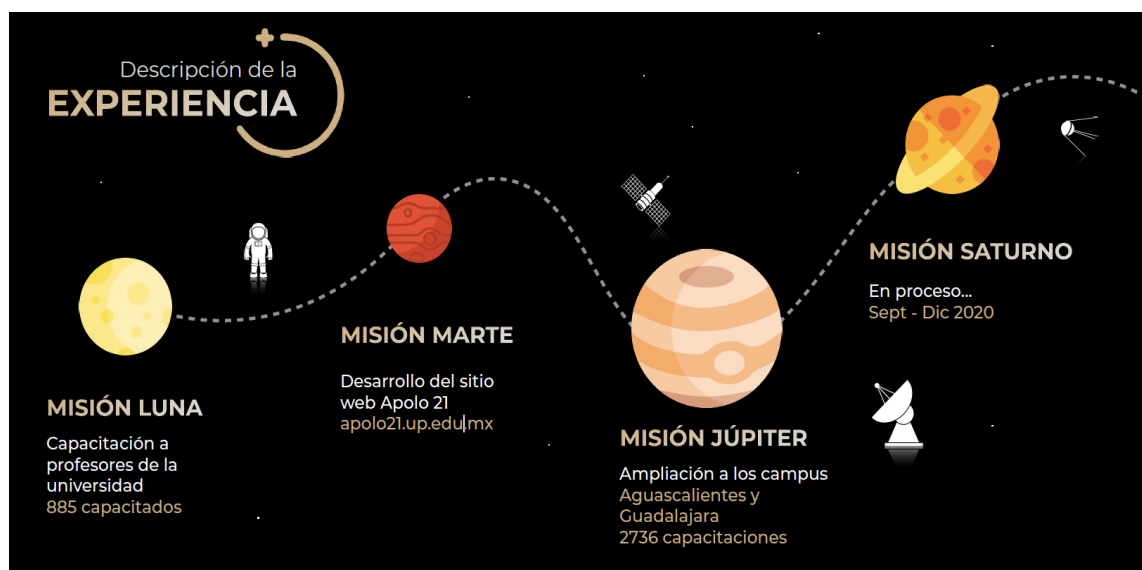 Descripción de la
EXPERIENCIA
MISIÓN LUNA
Capacitación a
profesores de la
universidad
885 capacitados
MISIÓN MARTE
Desarrollo del sitio
web Apolo 21
apolo21.up.edu.mx
MISIÓN JÚPITER
Ampliación a los campus
Aguascalientes y
Guadalajara
2736 capacitaciones
MISIÓN SATURNO
En proceso...
Sept - Dic 2020